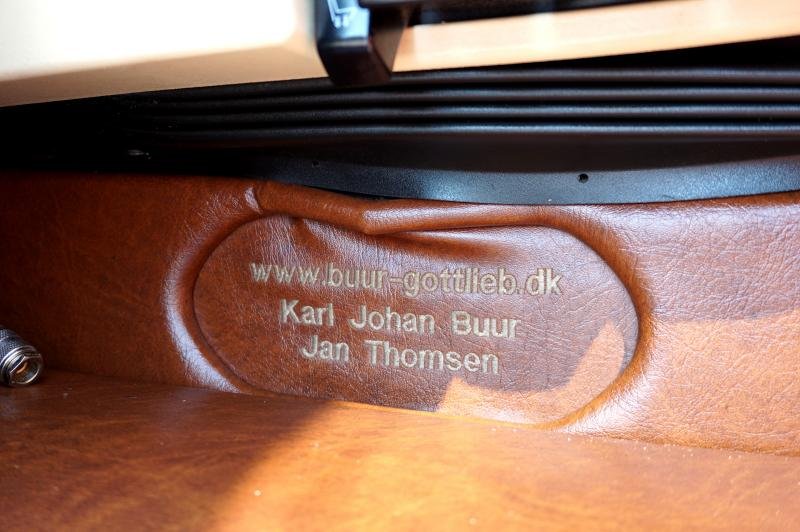 www.buur-gottlieb.dk
Karl Johan Buur
Jan Thomsen